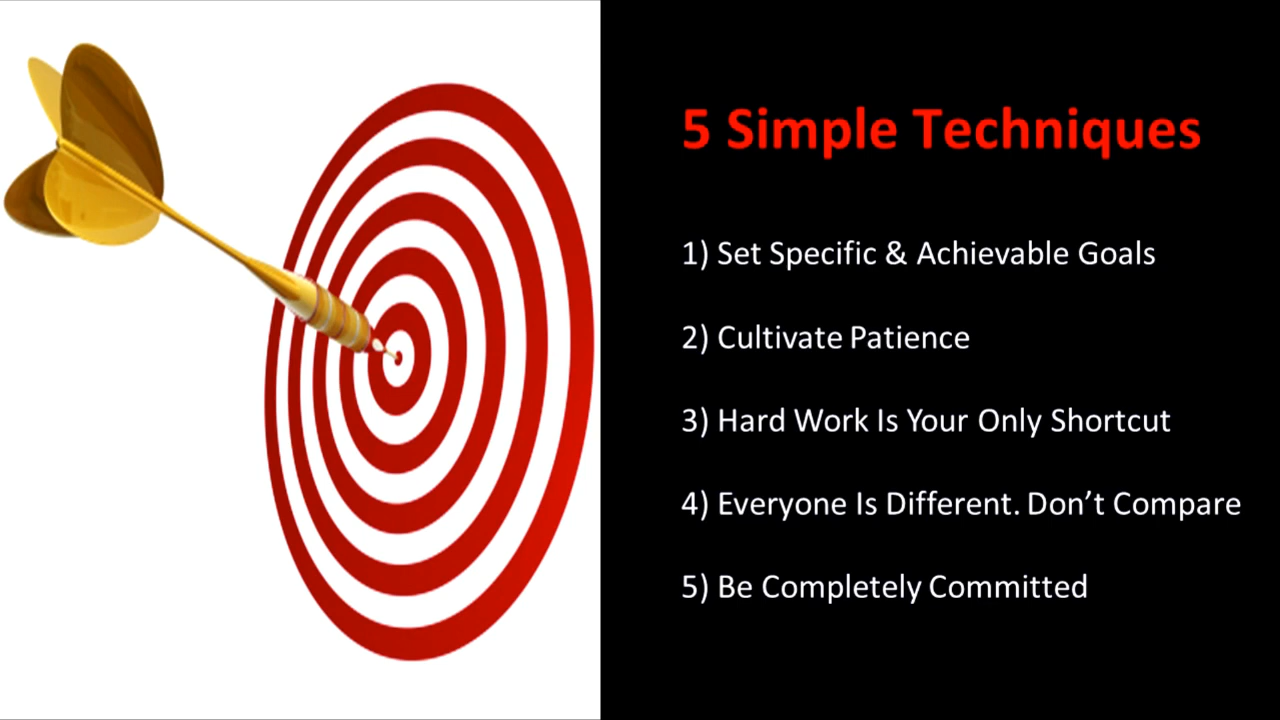 5 Simple Techniques
1) Set Specific & Achievable Goals
2) Cultivate Patience
3) Hard Work Is Your Only Shortcut
4) Everyone Is Different. Don’t Compare
5) Be Completely Committed